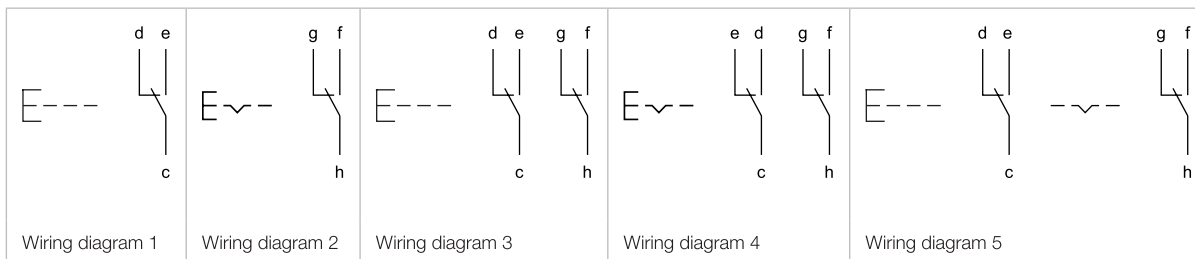 d e g f d e g f e d g f d e g f
c h c h c h c h
Wiring diagram 1 Wiring diagram 2 Wiring diagram 3 Wiring diagram 4 Wiring diagram 5